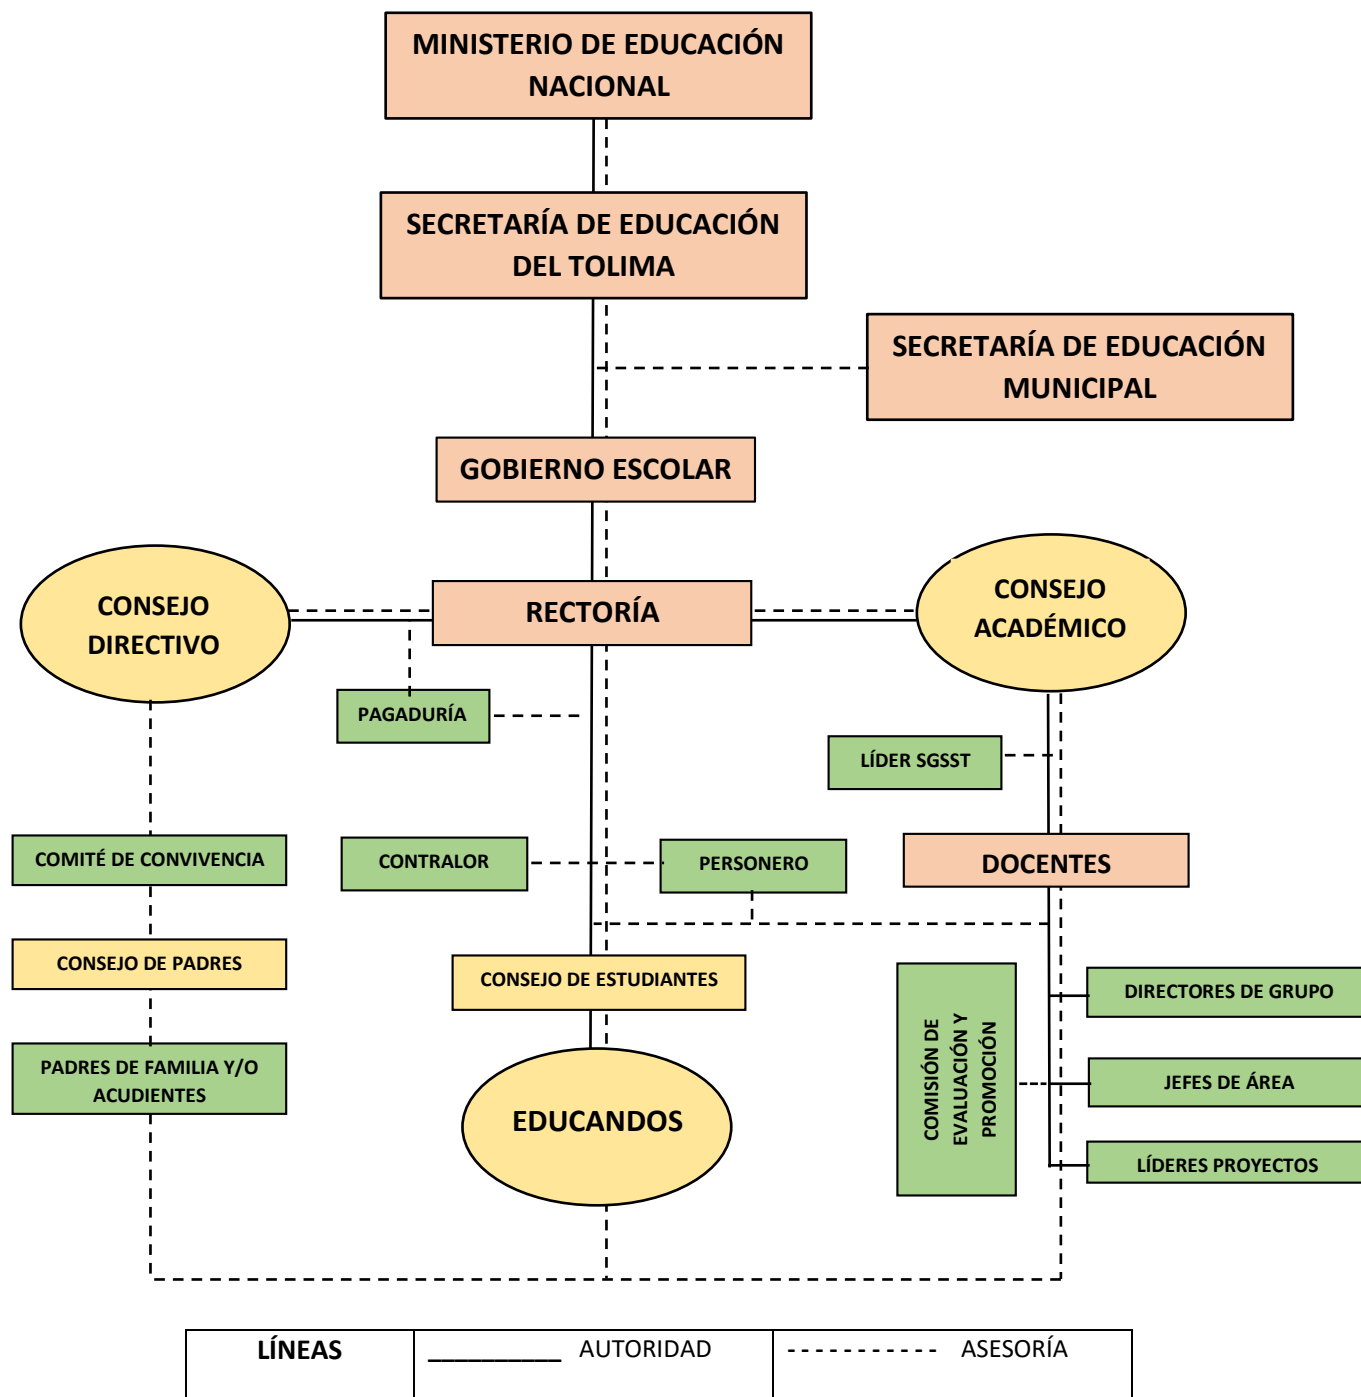 MINISTERIO DE EDUCACIÓN
NACIONAL
SECRETARÍA DE EDUCACIÓN
DEL TOLIMA
SECRETARÍA DE EDUCACIÓN
MUNICIPAL
GOBIERNO ESCOLAR
CONSEJO
DIRECTIVO
RECTORÍA
CONSEJO
ACADÉMICO
PAGADURÍA
LÍDER SGSST
COMITÉ DE CONVIVENCIA
CONTRALOR
PERSONERO
DOCENTES
CONSEJO DE PADRES
CONSEJO DE ESTUDIANTES
COMISIÓN DE
EVALUACIÓN Y
PROMOCIÓN
DIRECTORES DE GRUPO
PADRES DE FAMILIA Y/O
ACUDIENTES
JEFES DE ÁREA
EDUCANDOS
LÍDERES PROYECTOS
LÍNEAS
AUTORIDAD
ASESORÍA